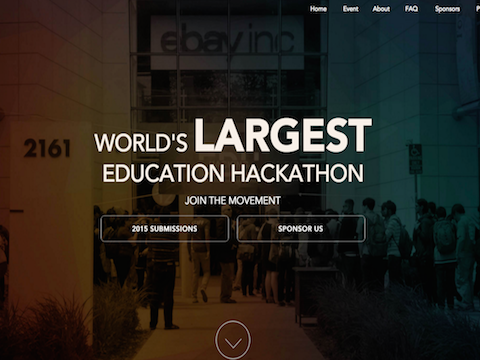 Home Event About FAQ Sponsors
ebay inc
2161
WORLD'S LARGEST
EDUCATION HACKATHON
JOIN THE MOVEMENT
2015 SUBMISSIONS SPONSOR US